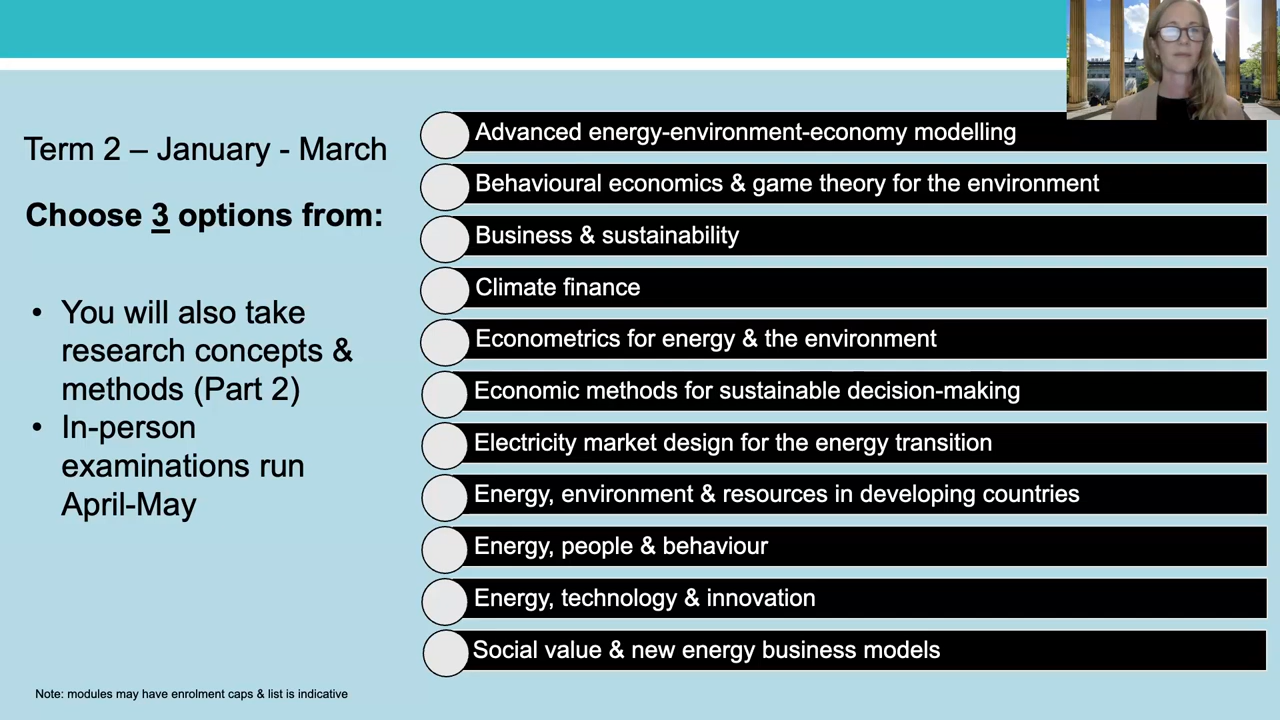 Term 2 – January - March
Choose 3 options from:
• You will also take
research concepts &
methods (Part 2)
• In-person
examinations run
April-May
Advanced energy-environment-economy modelling
Behavioural economics & game theory for the environment
Business & sustainability
Climate finance
Econometrics for energy & the environment
Economic methods for sustainable decision-making
Electricity market design for the energy transition
Energy, environment & resources in developing countries
Energy, people & behaviour
Energy, technology & innovation
Social value & new energy business models
Note: modules may have enrolment caps & list is indicative